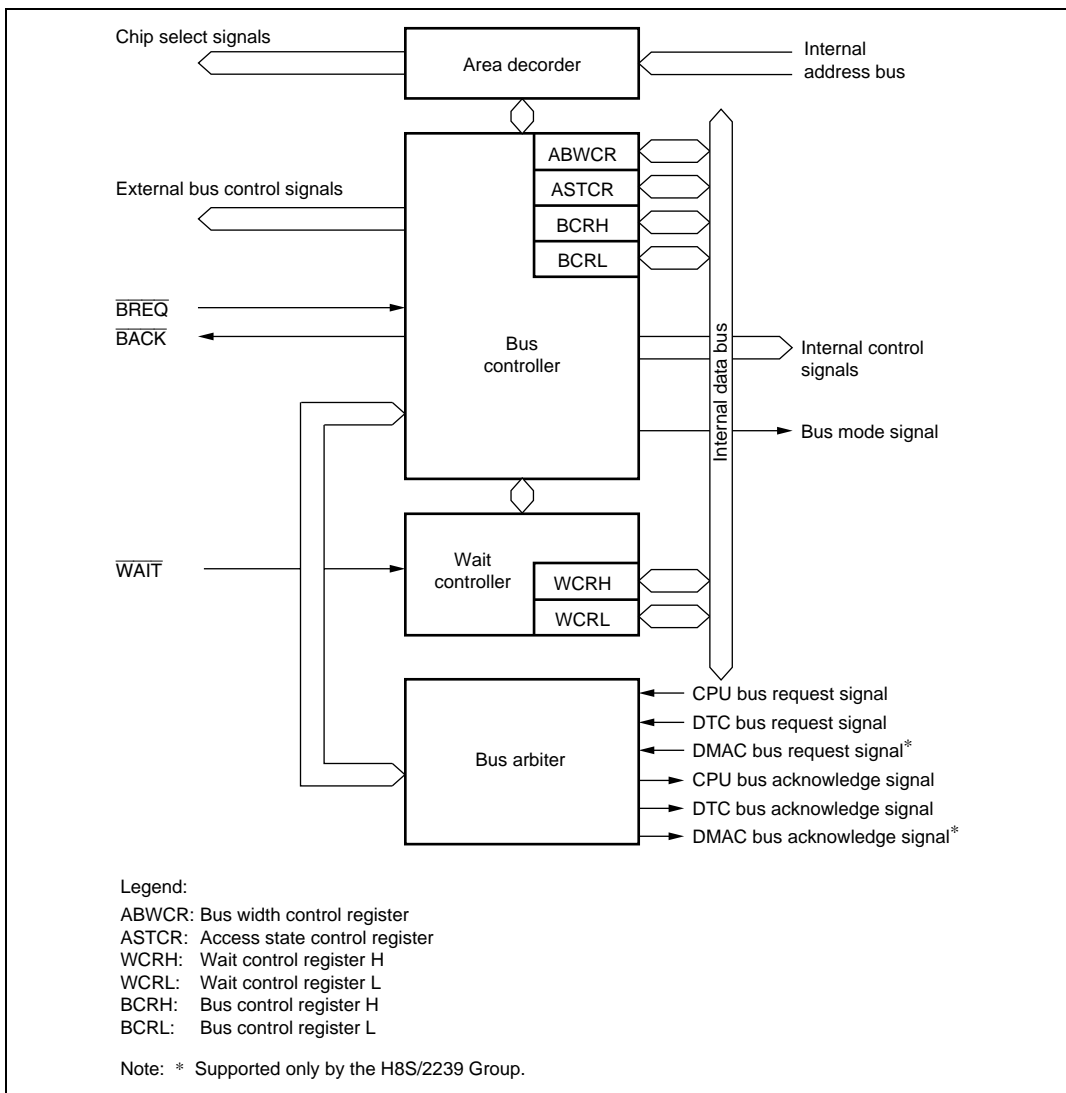 Chip select signals
Area decorder
Internal
address bus
ABWCR
ASTCR
BCRH
BCRL
External bus control signals
BREQ
BACK
Bus
controller
Internal data bus
Internal control
signals
Bus mode signal
WAIT
Wait
controller
WCRH
WCRL
Bus arbiter
CPU bus request signal
DTC bus request signal
DMAC bus request signal*
CPU bus acknowledge signal
DTC bus acknowledge signal
DMAC bus acknowledge signal*
Legend:
ABWCR: Bus width control register
ASTCR: Access state control register
WCRH: Wait control register H
WCRL: Wait control register L
BCRH: Bus control register H
BCRL: Bus control register L
Note: * Supported only by the H8S/2239 Group.